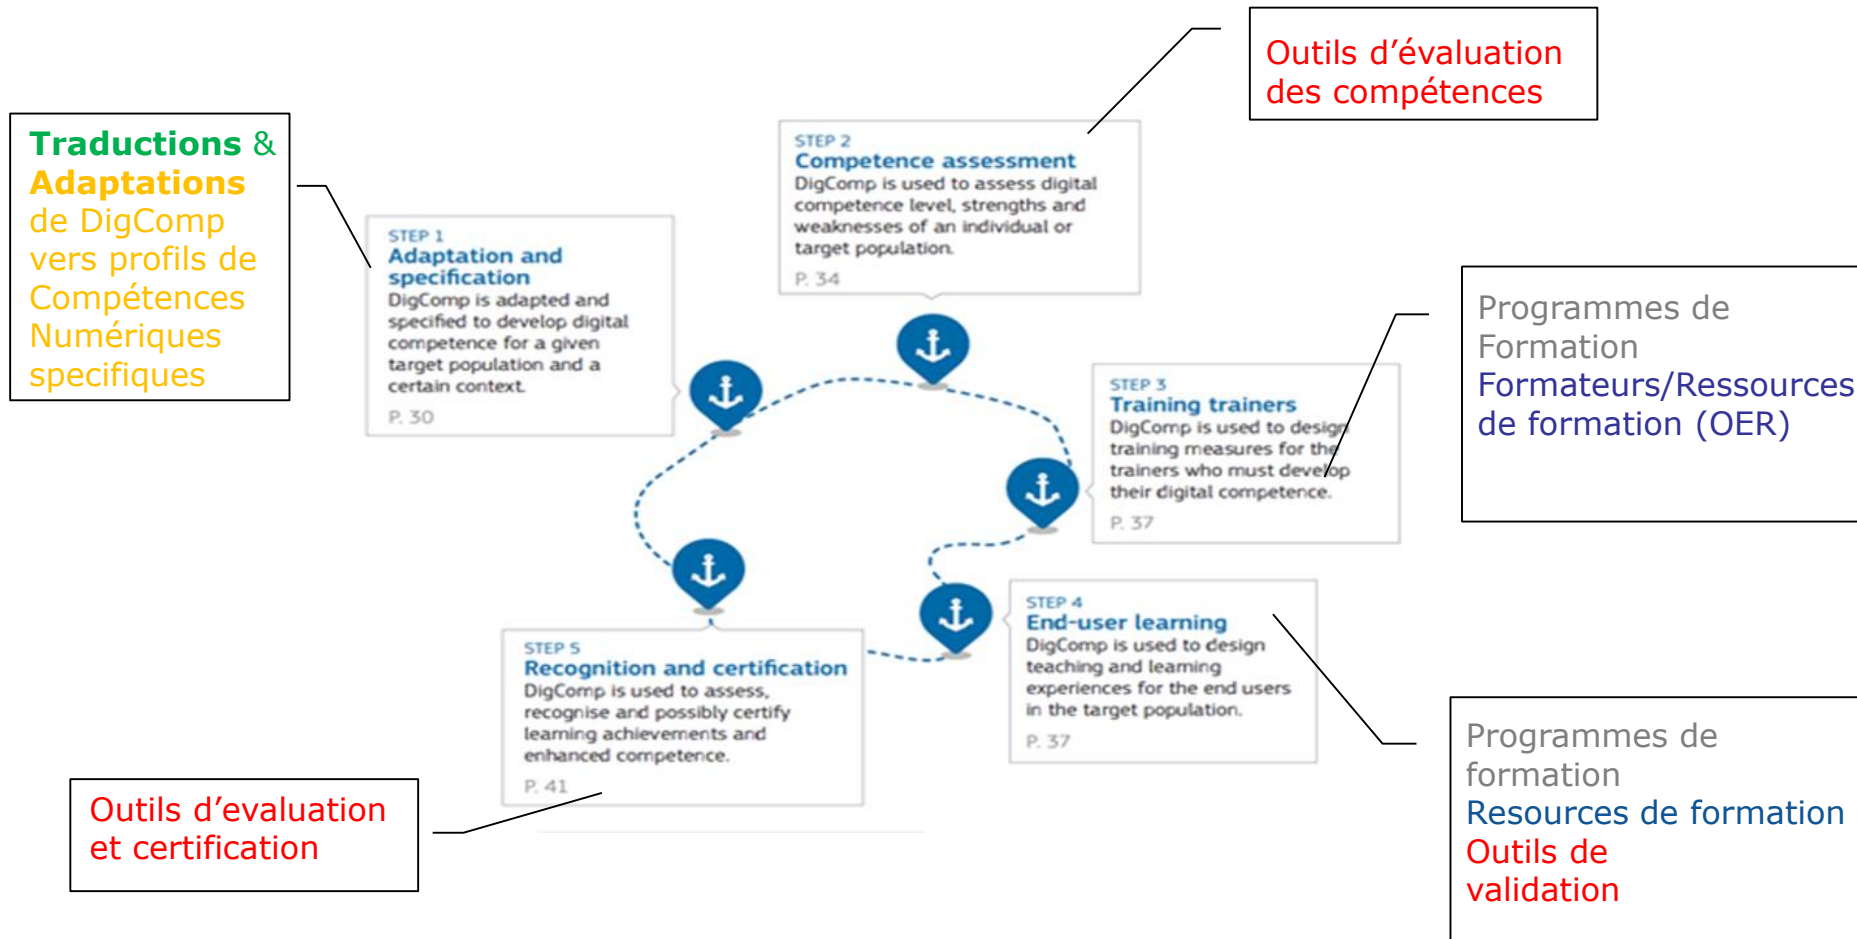 Outils d’évaluation
des compétences
Traductions &
Adaptations
de DigComp
vers profils de
Compétences
Numériques
specifiques
STEP 1
Adaptation and
specification
DigComp is adapted and
specified to develop digital
competence for a given
target population and a
certain context.
P. 30
STEP 2
Competence assessment
DigComp is used to assess digital
competence level, strengths and
weaknesses of an individual or
target population.
P. 34
STEP 3
Training trainers
DigComp is used to design
training measures for the
trainers who must develop
their digital competence.
P. 37
Programmes de
Formation
Formateurs/Ressources
de formation (OER)
STEP 4
End-user learning
DigComp is used to design
teaching and learning
experiences for the end users
in the target population.
P. 37
Programmes de
formation
Resources de formation
Outils de
validation
STEP 5
Recognition and certification
DigComp is used to assess,
recognise and possibly certify
learning achievements and
enhanced competence.
P. 41
Outils d’evaluation
et certification